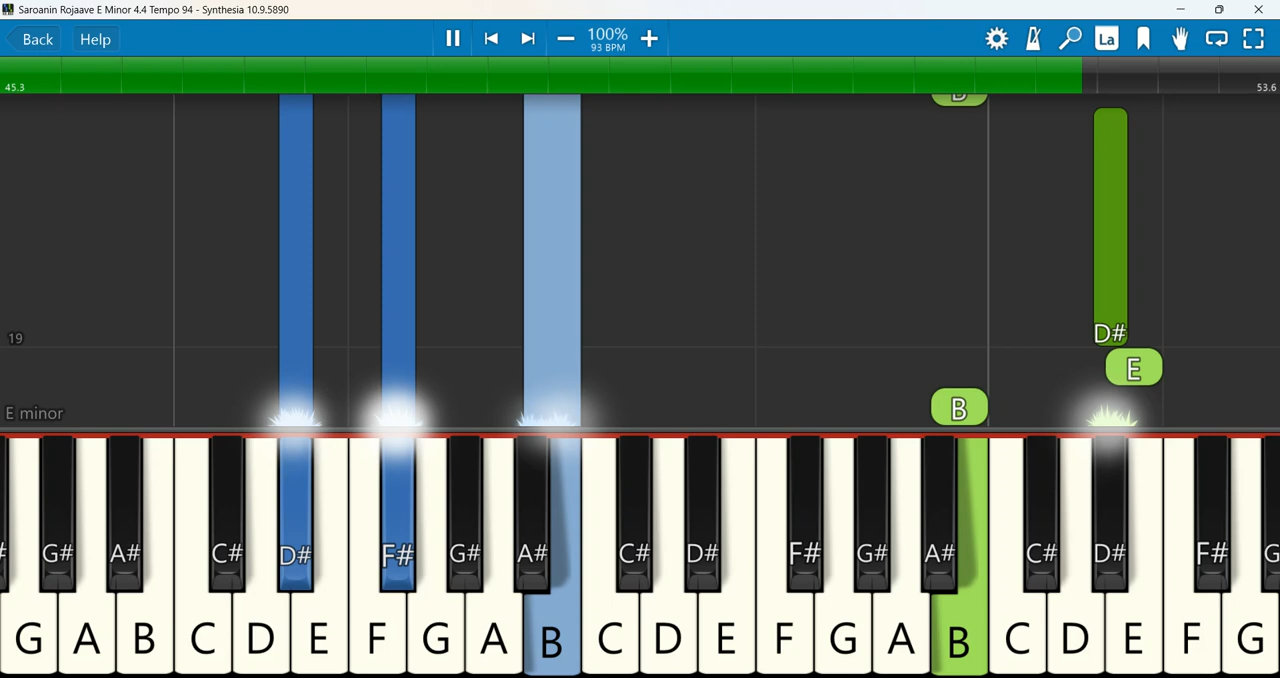 Saroanin Rojaave E Minor 4.4 Tempo 94 - Synthesia 10.9.5890
Back Help 100% La
93 BPM
45.3 53.6
D
19 D#
E
E minor B
# G# A# C# D# F# G# A# C# D# F# G# A# C# D# F# G
G A B C D E F G A B C D E F G A B C D E F G